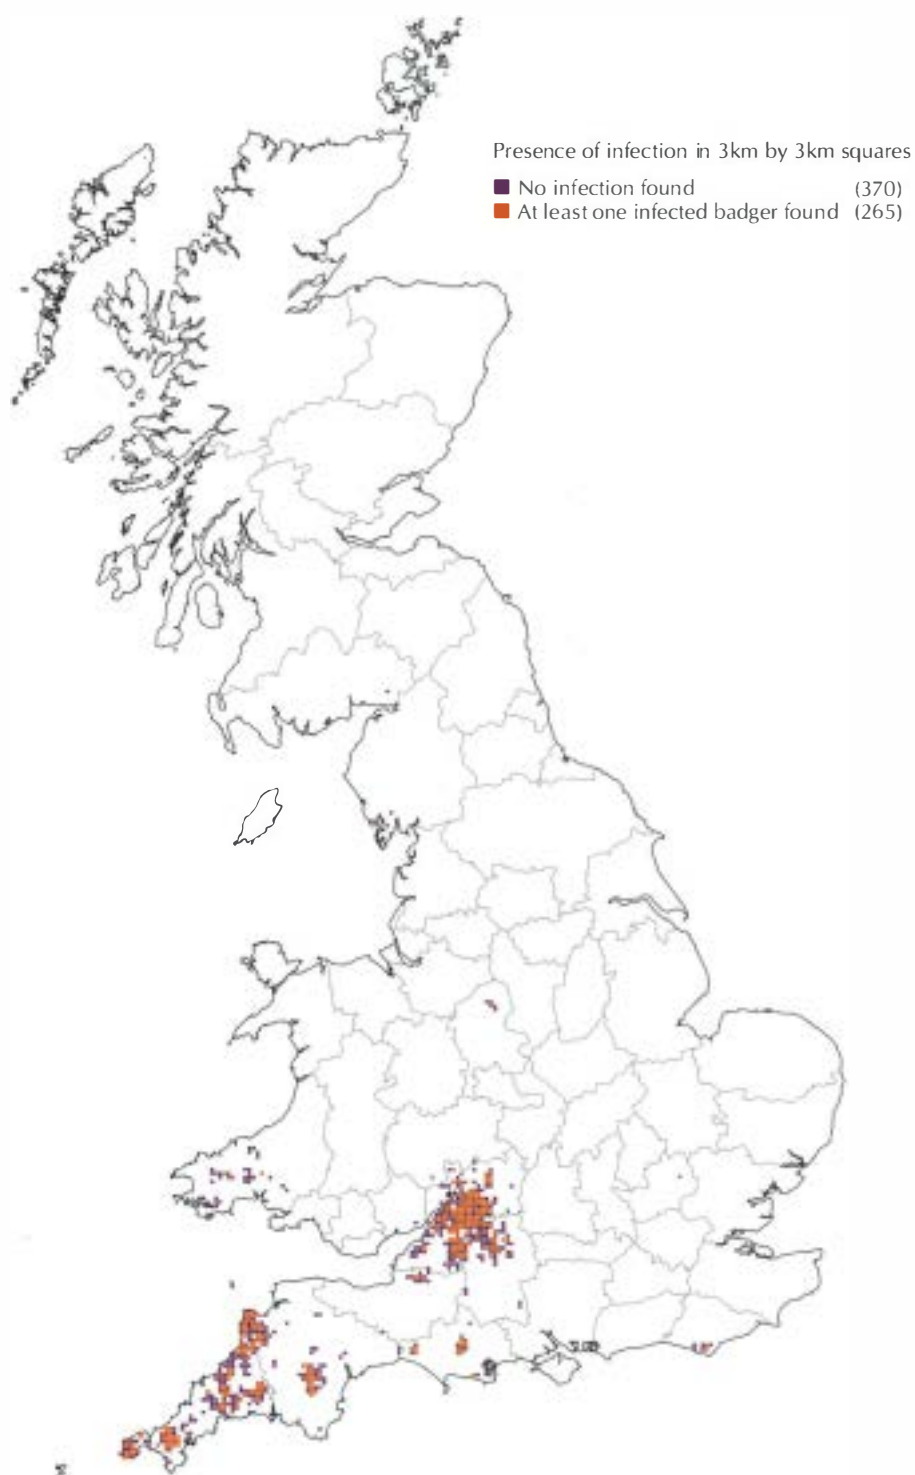 Presence of infection in 3km by 3km squares
No infection found (370)
At least one infected badger found (265)